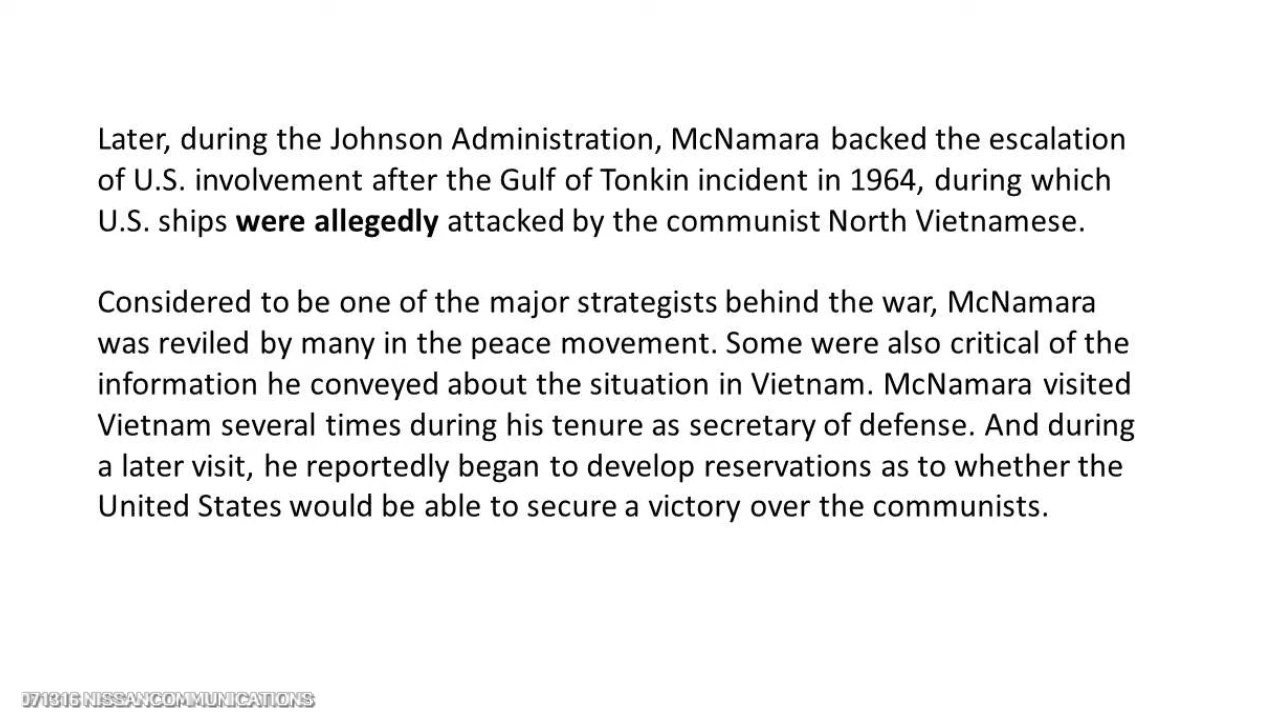 Later, during the Johnson Administration, McNamara backed the escalation
of U.S. involvement after the Gulf of Tonkin incident in 1964, during which
U.S. ships were allegedly attacked by the communist North Vietnamese.
Considered to be one of the major strategists behind the war, McNamara
was reviled by many in the peace movement. Some were also critical of the
information he conveyed about the situation in Vietnam. McNamara visited
Vietnam several times during his tenure as secretary of defense. And during
a later visit, he reportedly began to develop reservations as to whether the
United States would be able to secure a victory over the communists.
071316 NISSANCOMMUNICATIONS